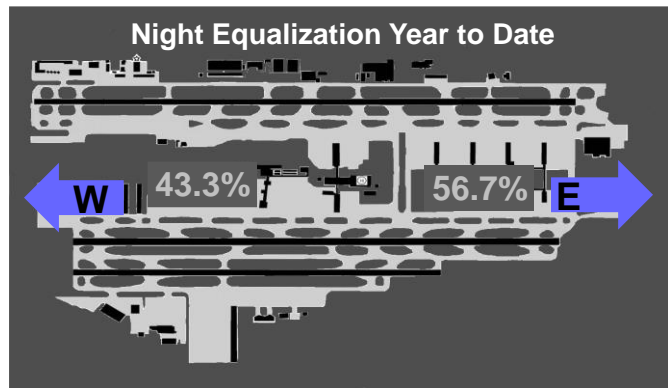 Night Equalization Year to Date
43.3%
56.7%
W
E